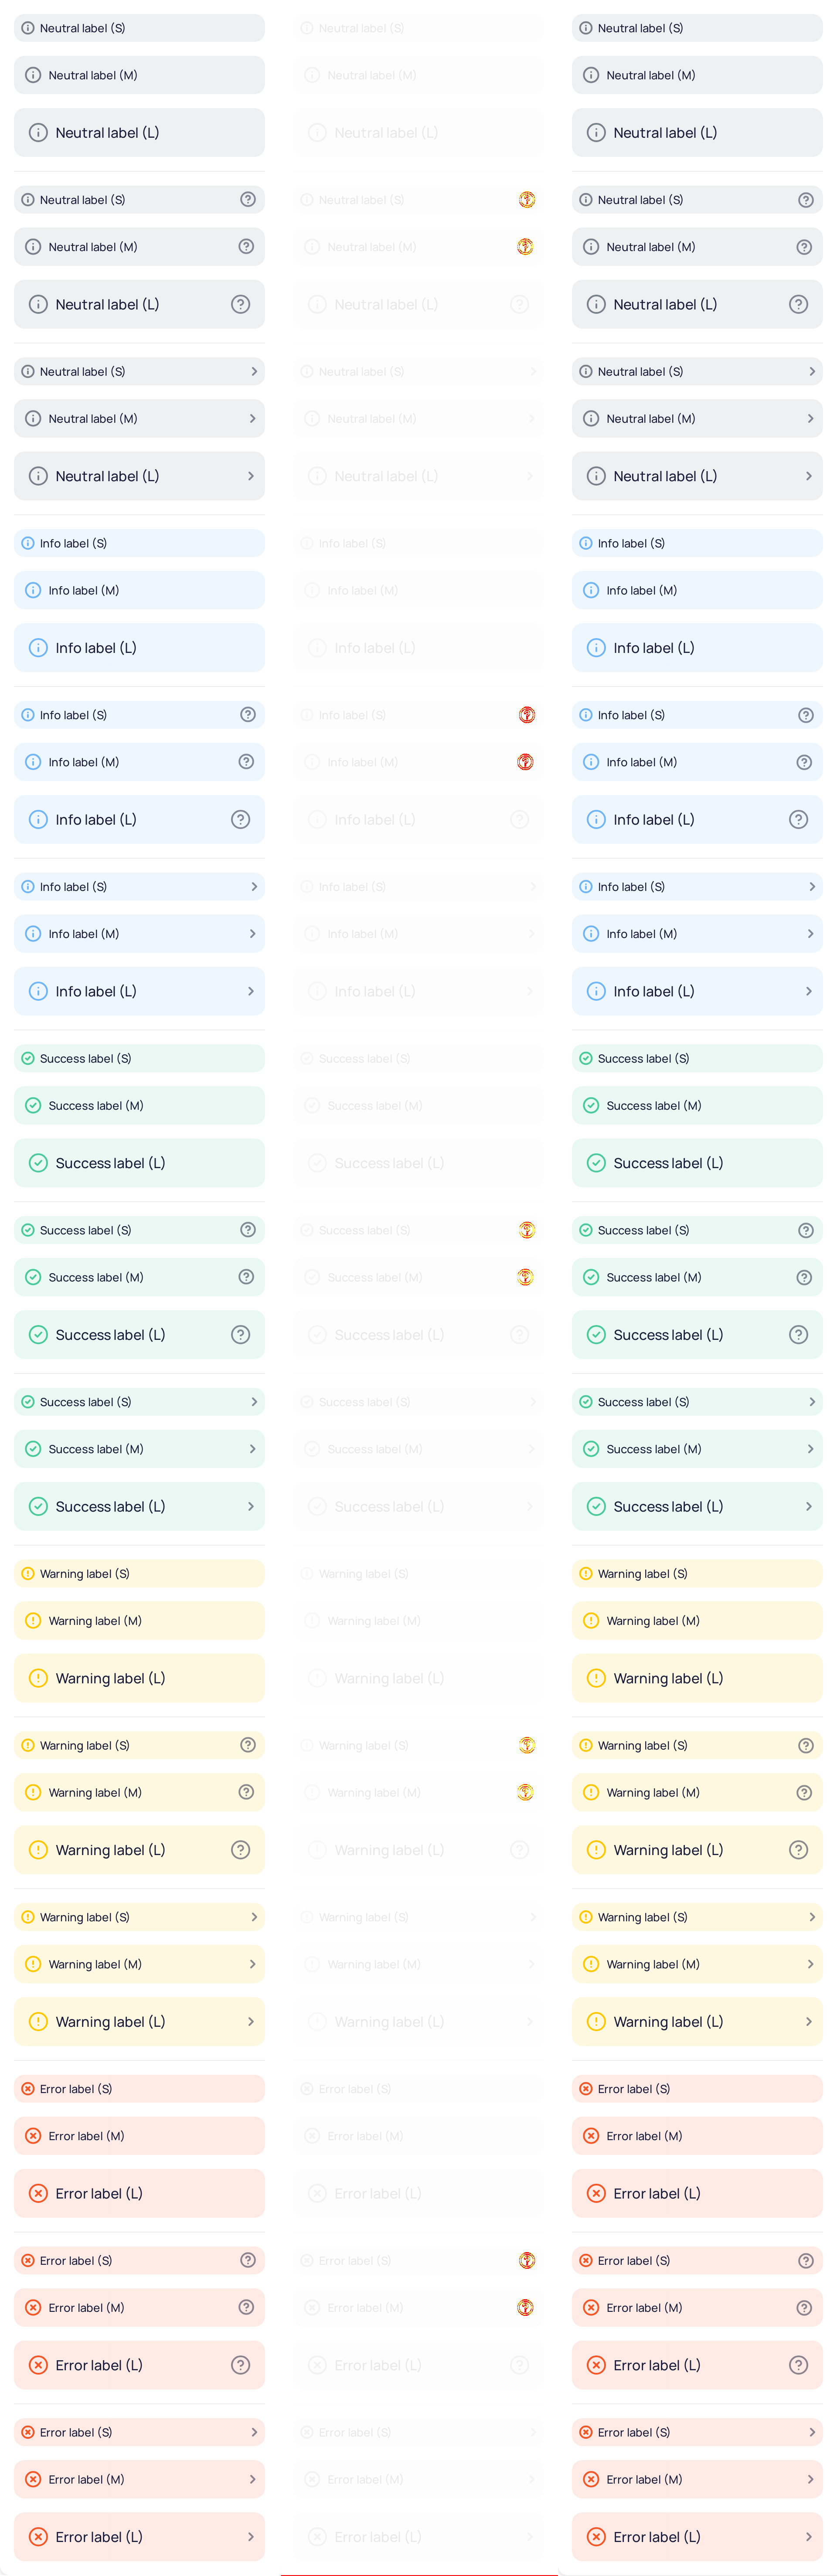 Neutral label (S) Neutral label (S) Neutral label (S)
Neutral label (M) Neutral label (M) Neutral label (M)
Neutral label (L) Neutral label (L) Neutral label (L)
Neutral label (S) Neutral label (S) Neutral label (S)
Neutral label (M) Neutral label (M) Neutral label (M)
Neutral label (L) Neutral label (L) Neutral label (L)
Neutral label (S) Neutral label (S) Neutral label (S)
Neutral label (M) Neutral label (M) Neutral label (M)
Neutral label (L) Neutral label (L) Neutral label (L)
Info label (S) Info label (S) Info label (S)
Info label (M) Info label (M) Info label (M)
Info label (L) Info label (L) Info label (L)
Info label (S) Info label (S) Info label (S)
Info label (M) Info label (M) Info label (M)
Info label (L) Info label (L) Info label (L)
Info label (S) Info label (S) Info label (S)
Info label (M) Info label (M) Info label (M)
Info label (L) Info label (L) Info label (L)
Success label (S) Success label (S) Success label (S)
Success label (M) Success label (M) Success label (M)
Success label (L) Success label (L) Success label (L)
Success label (S) Success label (S) Success label (S)
Success label (M) Success label (M) Success label (M)
Success label (L) Success label (L) Success label (L)
Success label (S) Success label (S) Success label (S)
Success label (M) Success label (M) Success label (M)
Success label (L) Success label (L) Success label (L)
Warning label (S) Warning label (S) Warning label (S)
Warning label (M) Warning label (M) Warning label (M)
Warning label (L) Warning label (L) Warning label (L)
Warning label (S) Warning label (S) Warning label (S)
Warning label (M) Warning label (M) Warning label (M)
Warning label (L) Warning label (L) Warning label (L)
Warning label (S) Warning label (S) Warning label (S)
Warning label (M) Warning label (M) Warning label (M)
Warning label (L) Warning label (L) Warning label (L)
Error label (S) Error label (S) Error label (S)
Error label (M) Error label (M) Error label (M)
Error label (L) Error label (L) Error label (L)
Error label (S) Error label (S) Error label (S)
Error label (M) Error label (M) Error label (M)
Error label (L) Error label (L) Error label (L)
Error label (S) Error label (S) Error label (S)
Error label (M) Error label (M) Error label (M)
Error label (L) Error label (L) Error label (L)